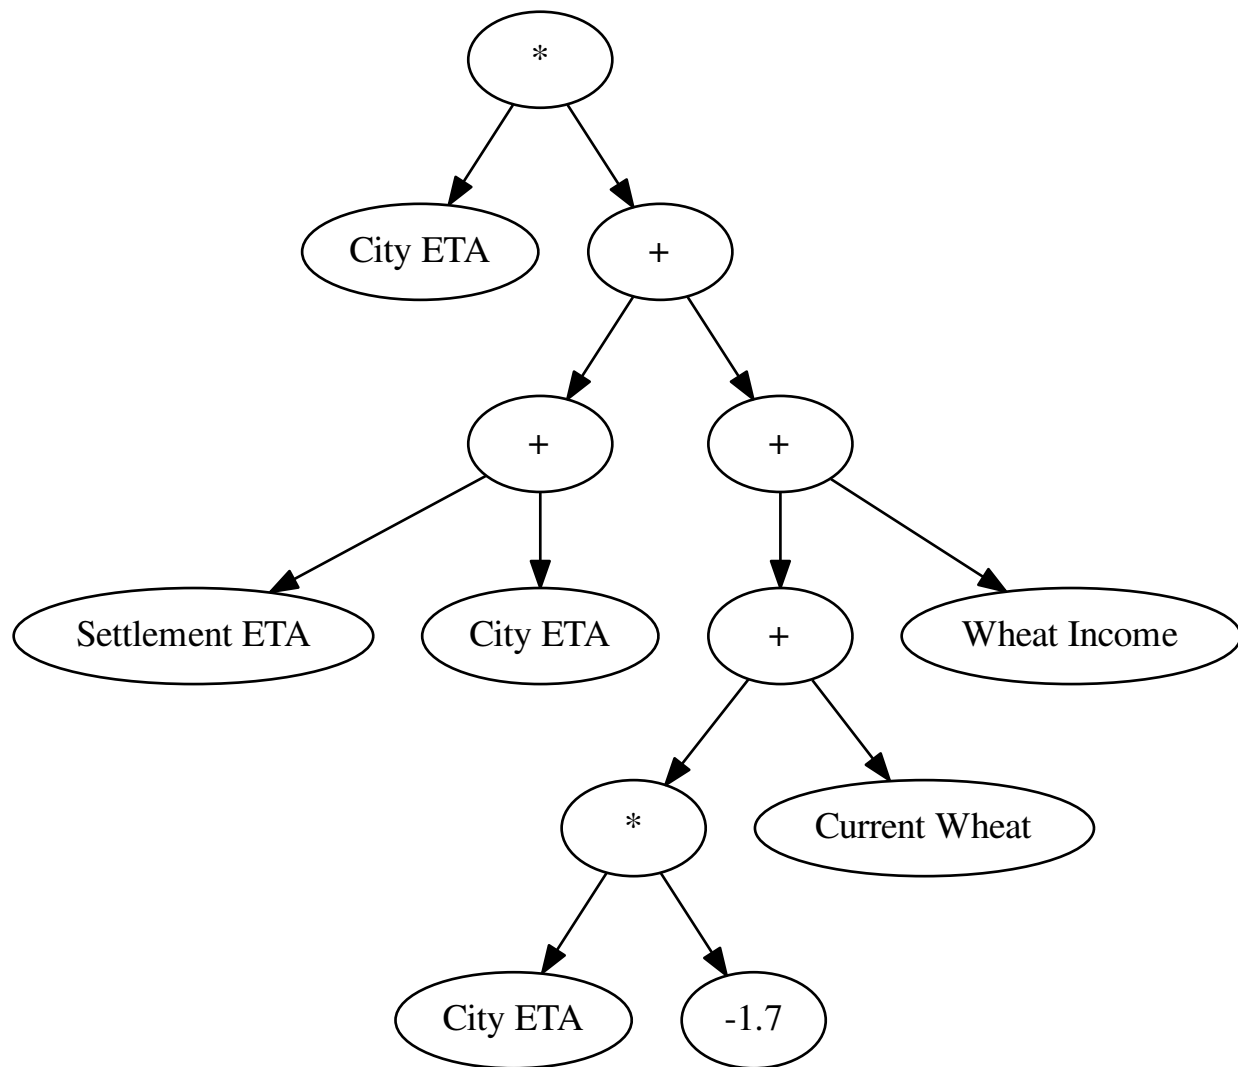 *
City ETA
+
+
+
Settlement ETA
City ETA
+
Wheat Income
*
Current Wheat
City ETA
-1.7